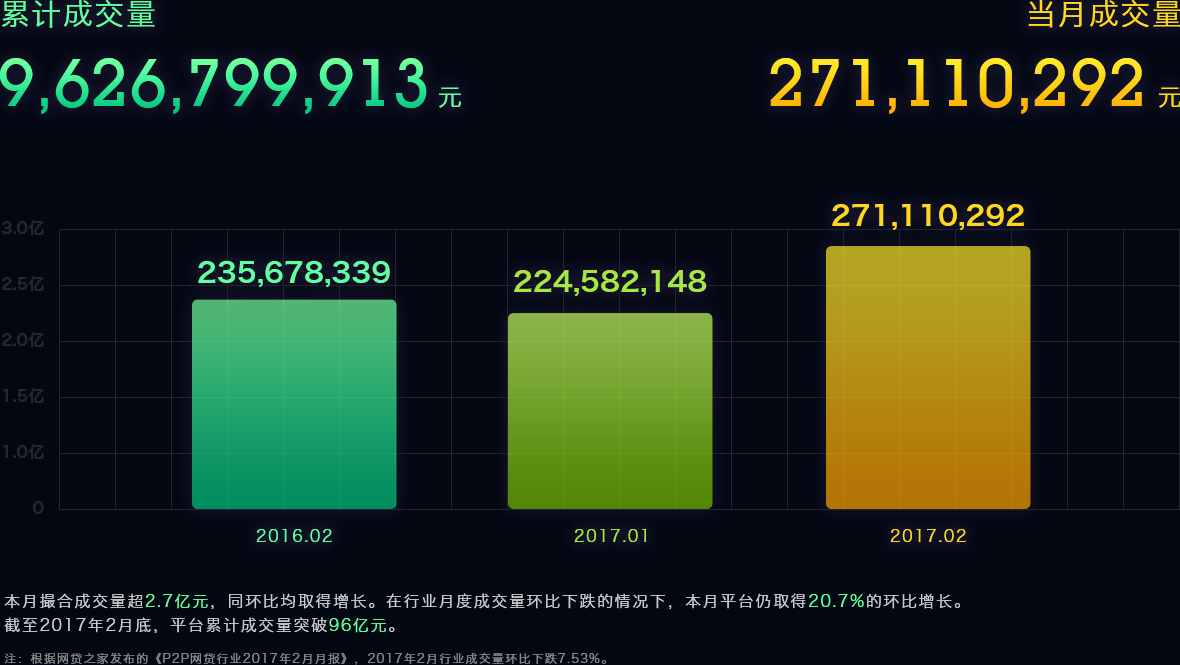 累计成交量
当月成交量
9,626,799,913 元
271,110,292 元
271,110,292
3.0亿
235,678,339
224,582,148
2.5亿
2.0亿
1.5亿
1.0亿
0
2016.02
2017.01
2017.02
本月撮合成交量超2.7亿元，同环比均取得增长。在行业月度成交量环比下跌的情况下，本月平台仍取得20.7%的环比增长。
截至2017年2月底，平台累计成交量突破96亿元。
注：根据网贷之家发布的《P2P网贷行业2017年2月月报》，2017年2月行业成交量环比下跌7.53%。